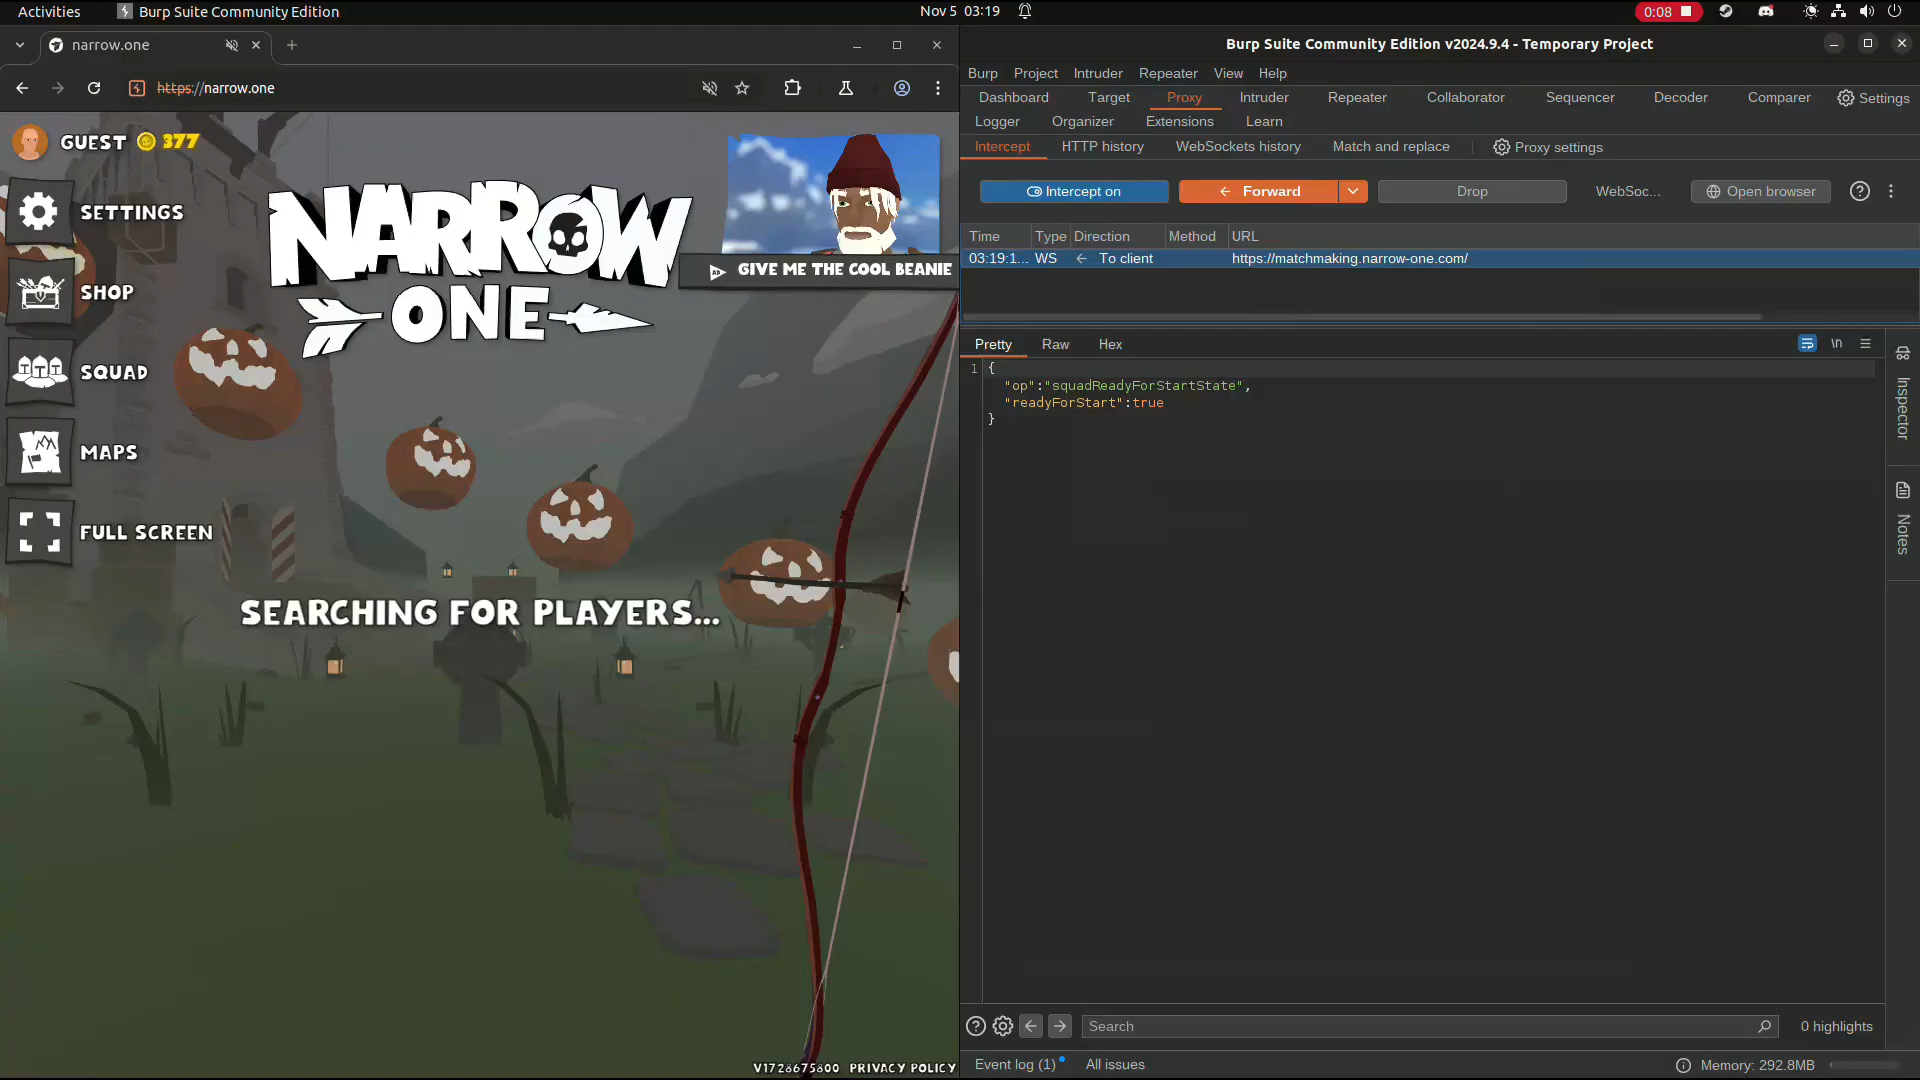 Activities
Burp Suite Community Edition
Nov 5 03:19
0:08
narrow.one
https://narrow.one
GUEST
377
SETTINGS
SHOP
SQUAD
MAPS
FULL SCREEN
NARROW
ONE
AD
GIVE ME THE COOL BEANIE
SEARCHING FOR PLAYERS...
V1728675800 PRIVACY POLICY
Burp Suite Community Edition v2024.9.4 - Temporary Project
Burp Project Intruder Repeater View Help
Dashboard Target Proxy Intruder Repeater Collaborator Sequencer Decoder Comparer Settings
Logger Organizer Extensions Learn
Intercept HTTP history WebSockets history Match and replace Proxy settings
Intercept on Forward Drop WebSoc... Open browser
Time Type Direction Method URL
03:19:1... WS ← To client https://matchmaking.narrow-one.com/
Pretty Raw Hex \n
1 {
"op":"squadReadyForStartState",
"readyForStart":true
}
Inspector
Notes
Search
0 highlights
Event log (1) All issues
Memory: 292.8MB